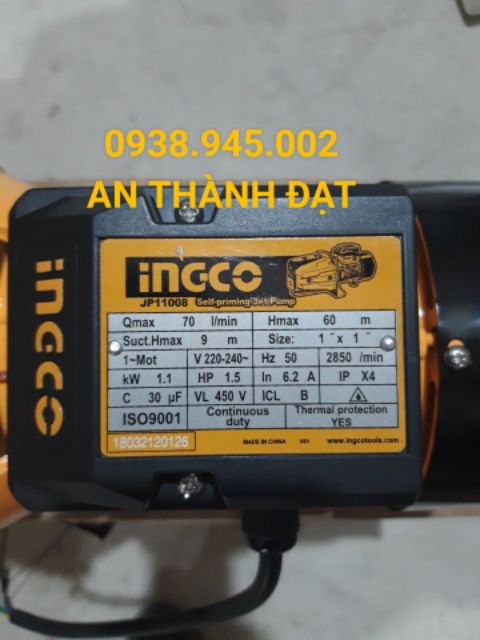 0938.945.002
AN THÀNH ĐẠT
INGCO
INGCO
JP11008 Self-priming Jet Pump
Qmax 70 l/min Hmax 60 m
Suct.Hmax 9 m Size: 1 ˝ x 1 ˝
1~Mot V 220-240~ Hz 50 2850 /min
kW 1.1 HP 1.5 In 6.2 A IP X4
C 30 µF VL 450 V ICL B
ISO9001 Continuous duty Thermal protection YES
18032120126 MADE IN CHINA V01 www.ingcotools.com